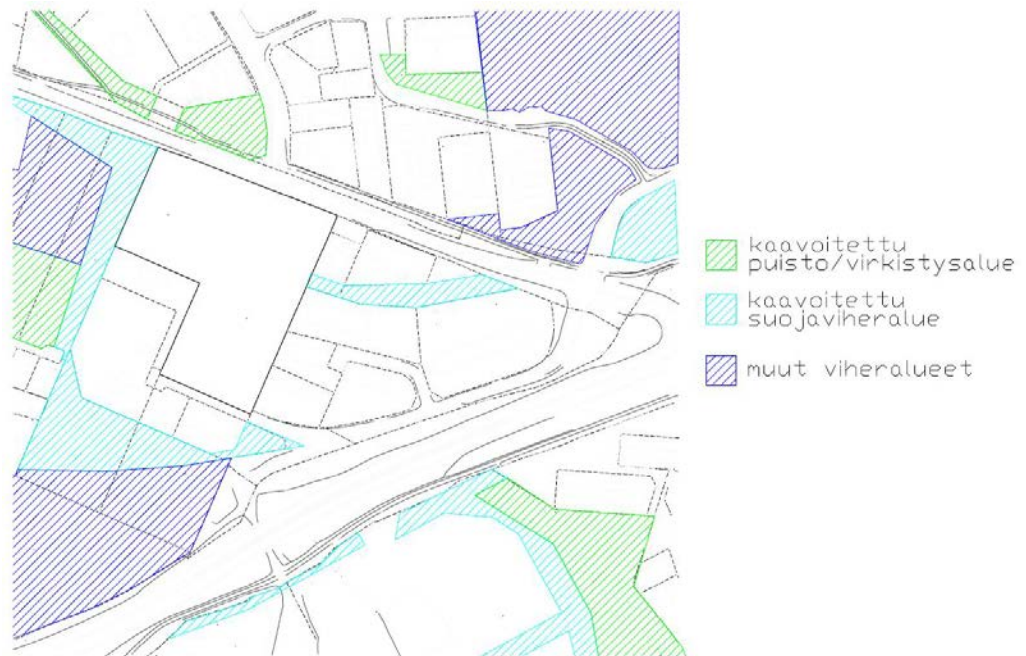 kaavoitettu
puisto/virkistysalue
kaavoitettu
suojaviheralue
muut viheralueet